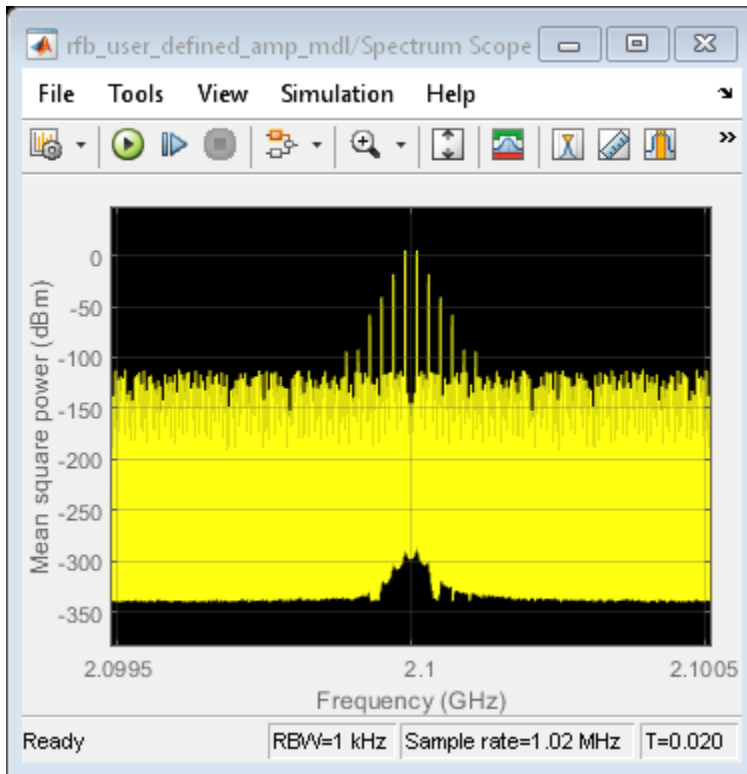 rfb_user_defined_amp_mdl/Spectrum Scope
File Tools View Simulation Help
0
-50
-100
-150
-200
-250
-300
-350
Mean square power (dBm)
2.0995 2.1 2.1005
Frequency (GHz)
Ready RBW=1 kHz Sample rate=1.02 MHz T=0.020